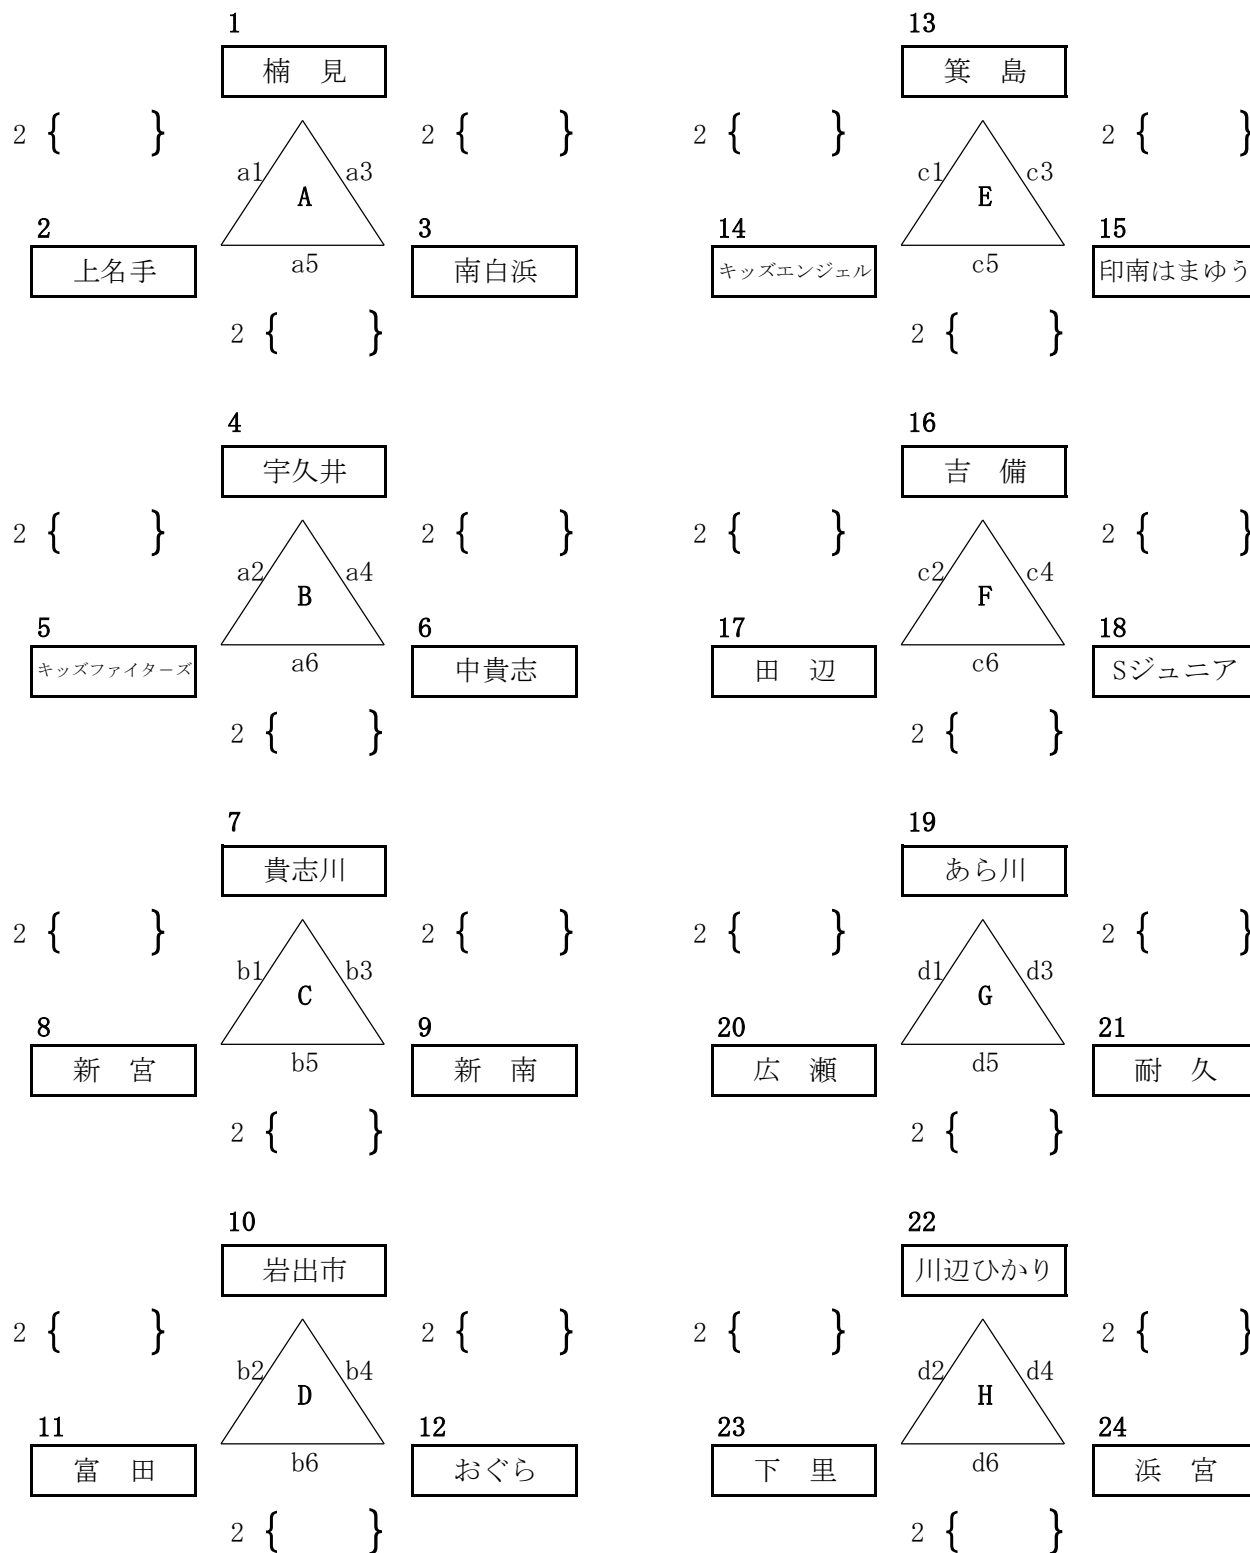 1 13
楠 見 箕 島
2 { } 2 { } 2 { } 2 { }
a1 a3 c1 c3
A E
2 3 14 15
上名手 a5 南白浜 キッズエンジェル c5 印南はまゆう
2 { } 2 { }
4 16
宇久井 吉 備
2 { } 2 { } 2 { } 2 { }
a2 a4 c2 c4
B F
5 6 17 18
キッズファイターズ a6 中貴志 田 辺 c6 Sジュニア
2 { } 2 { }
7 19
貴志川 あら川
2 { } 2 { } 2 { } 2 { }
b1 b3 d1 d3
C G
8 9 20 21
新 宮 b5 新 南 広 瀬 d5 耐 久
2 { } 2 { }
10 22
岩出市 川辺ひかり
2 { } 2 { } 2 { } 2 { }
b2 b4 d2 d4
D H
11 12 23 24
富 田 b6 おぐら 下 里 d6 浜 宮
2 { } 2 { }